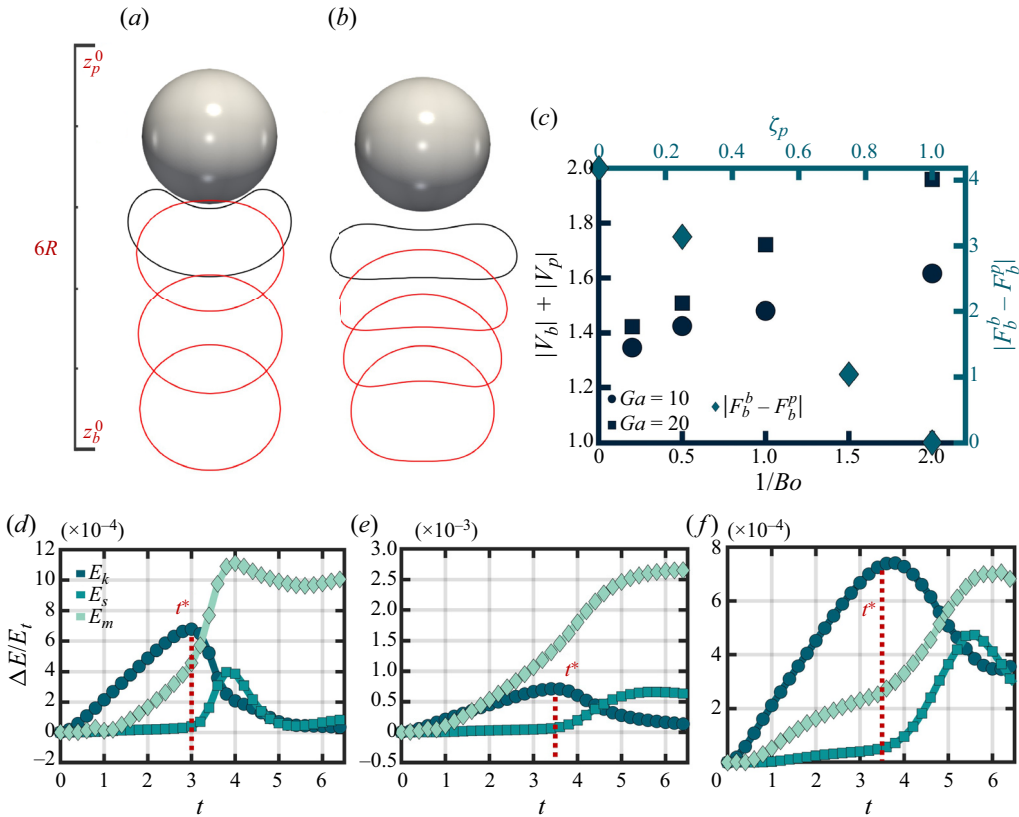 (a)
(b)
z_p^0
6R
z_b^0
(c)
ζ_p
0 0.2 0.4 0.6 0.8 1.0
2.0
1.8
1.6
1.4
1.2
1.0
|V_b| + |V_p|
4
3
2
1
0
|F_b^b – F_b^p|
Ga = 10
Ga = 20
|F_b^b – F_b^p|
0 0.5 1.0 1.5 2.0
1/Bo
(d)
(×10^–4)
12
10
8
6
4
2
0
–2
ΔE/E_t
E_k
E_s
E_m
t*
0 1 2 3 4 5 6
t
(e)
(×10^–3)
3.0
2.5
2.0
1.5
1.0
0.5
0
–0.5
t*
0 1 2 3 4 5 6
t
(f)
(×10^–4)
8
6
4
2
0
t*
0 1 2 3 4 5 6
t